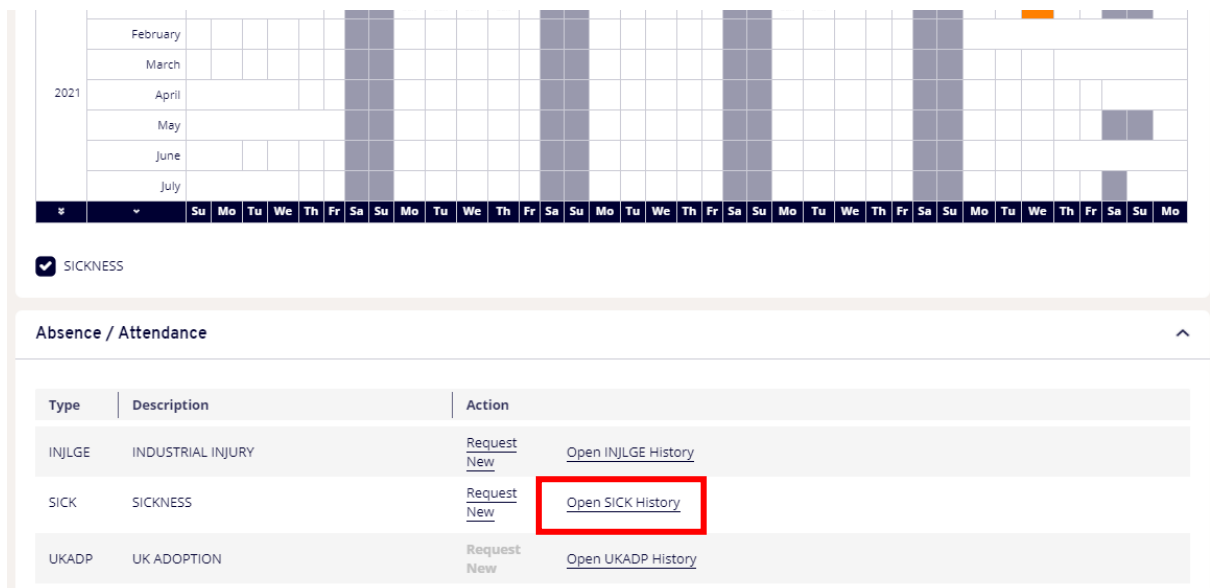 February
March
2021 April
May
June
July
Su Mo Tu We Th Fr Sa Su Mo Tu We Th Fr Sa Su Mo Tu We Th Fr Sa Su Mo Tu We Th Fr Sa Su Mo Tu We Th Fr Sa Su Mo
SICKNESS
Absence / Attendance
Type Description Action
INJLGE INDUSTRIAL INJURY Request New Open INJLGE History
SICK SICKNESS Request New Open SICK History
UKADP UK ADOPTION Request New Open UKADP History